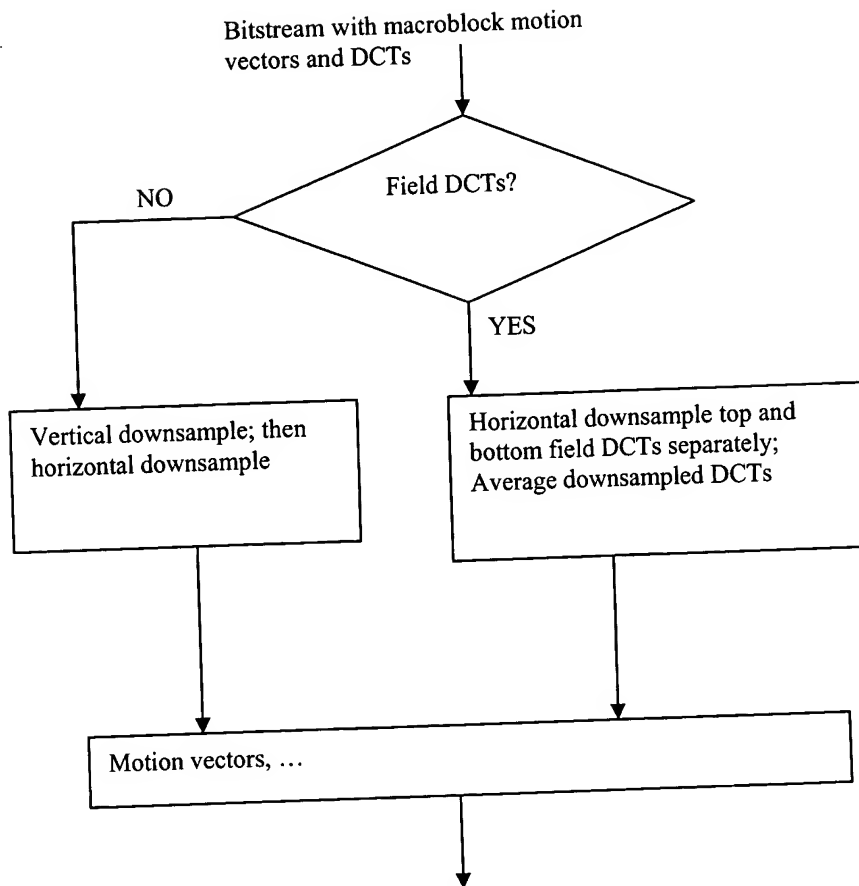 Bitstream with macroblock motion
vectors and DCTs
Field DCTs?
NO
YES
Vertical downsample; then
horizontal downsample
Horizontal downsample top and
bottom field DCTs separately;
Average downsampled DCTs
Motion vectors, …